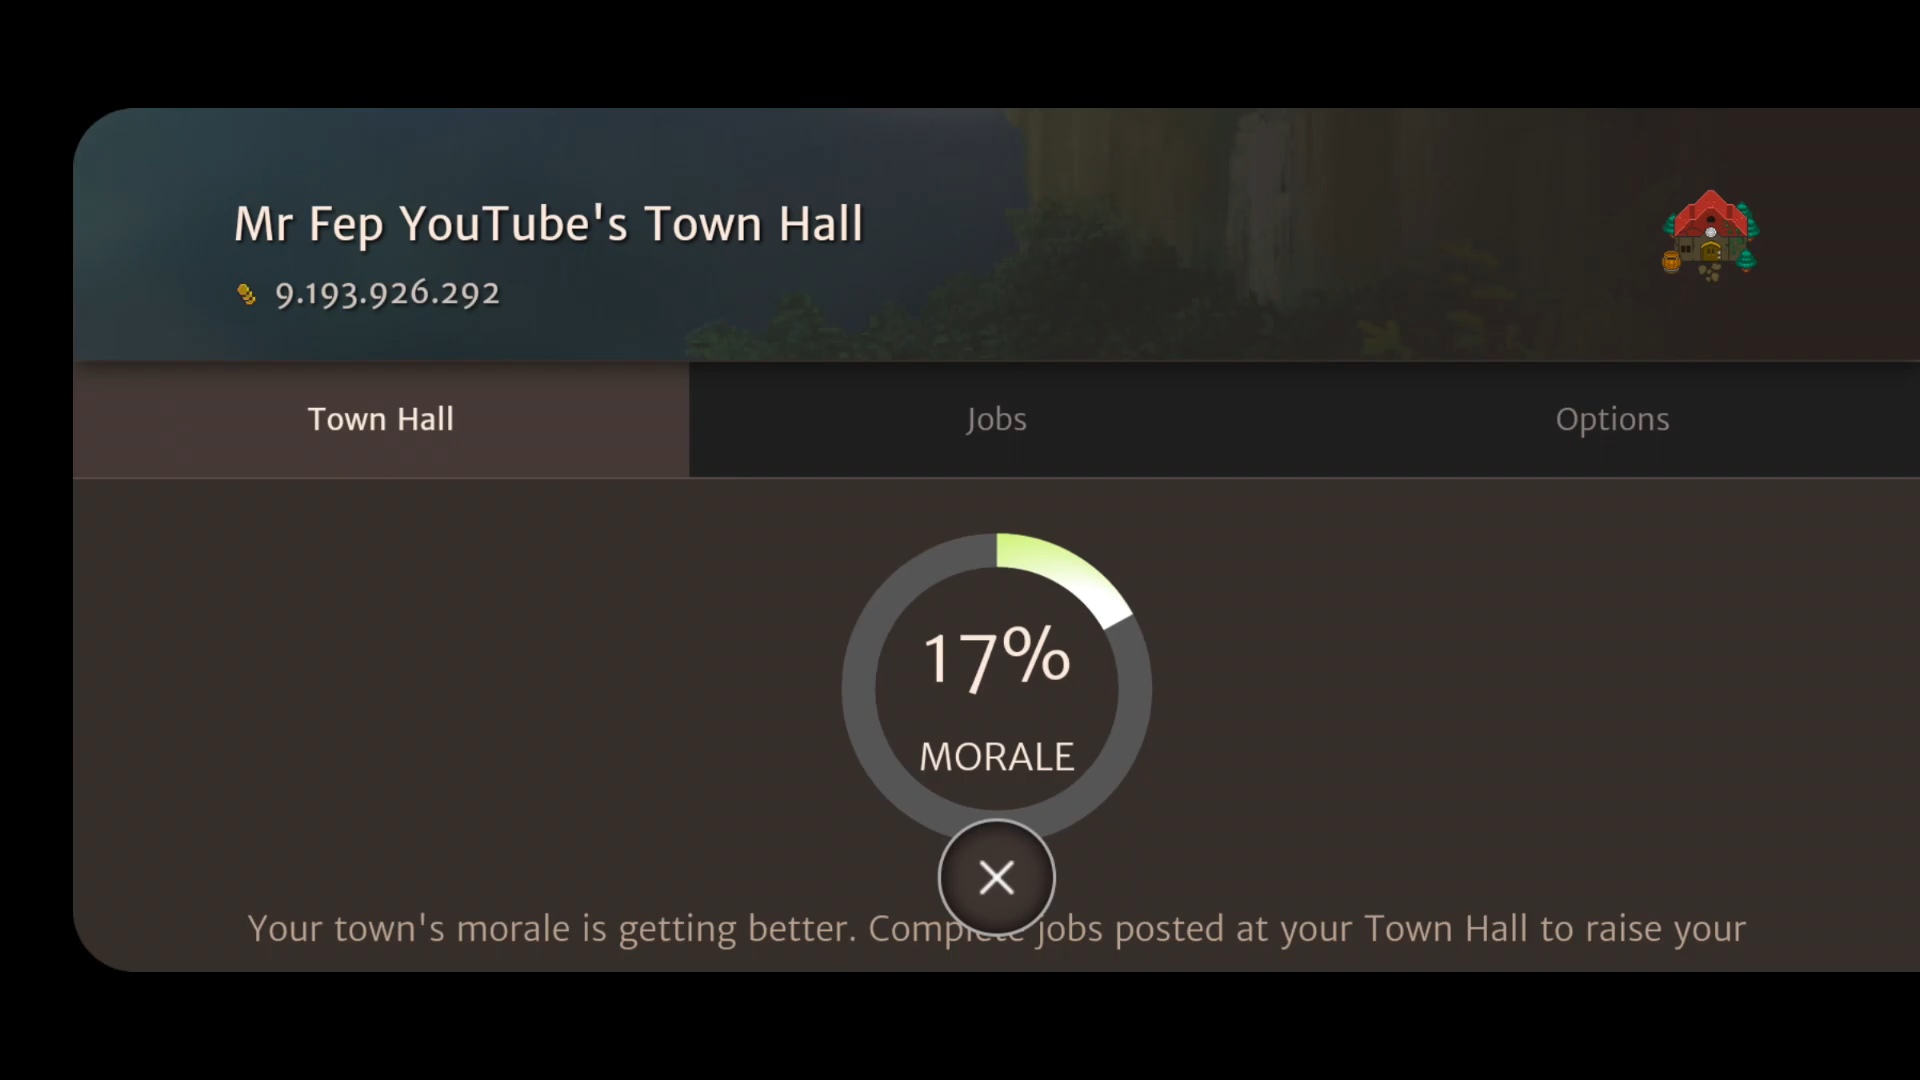 Mr Fep YouTube's Town Hall
9.193.926.292
Town Hall
Jobs
Options
17%
MORALE
Your town's morale is getting better. Complete jobs posted at your Town Hall to raise your